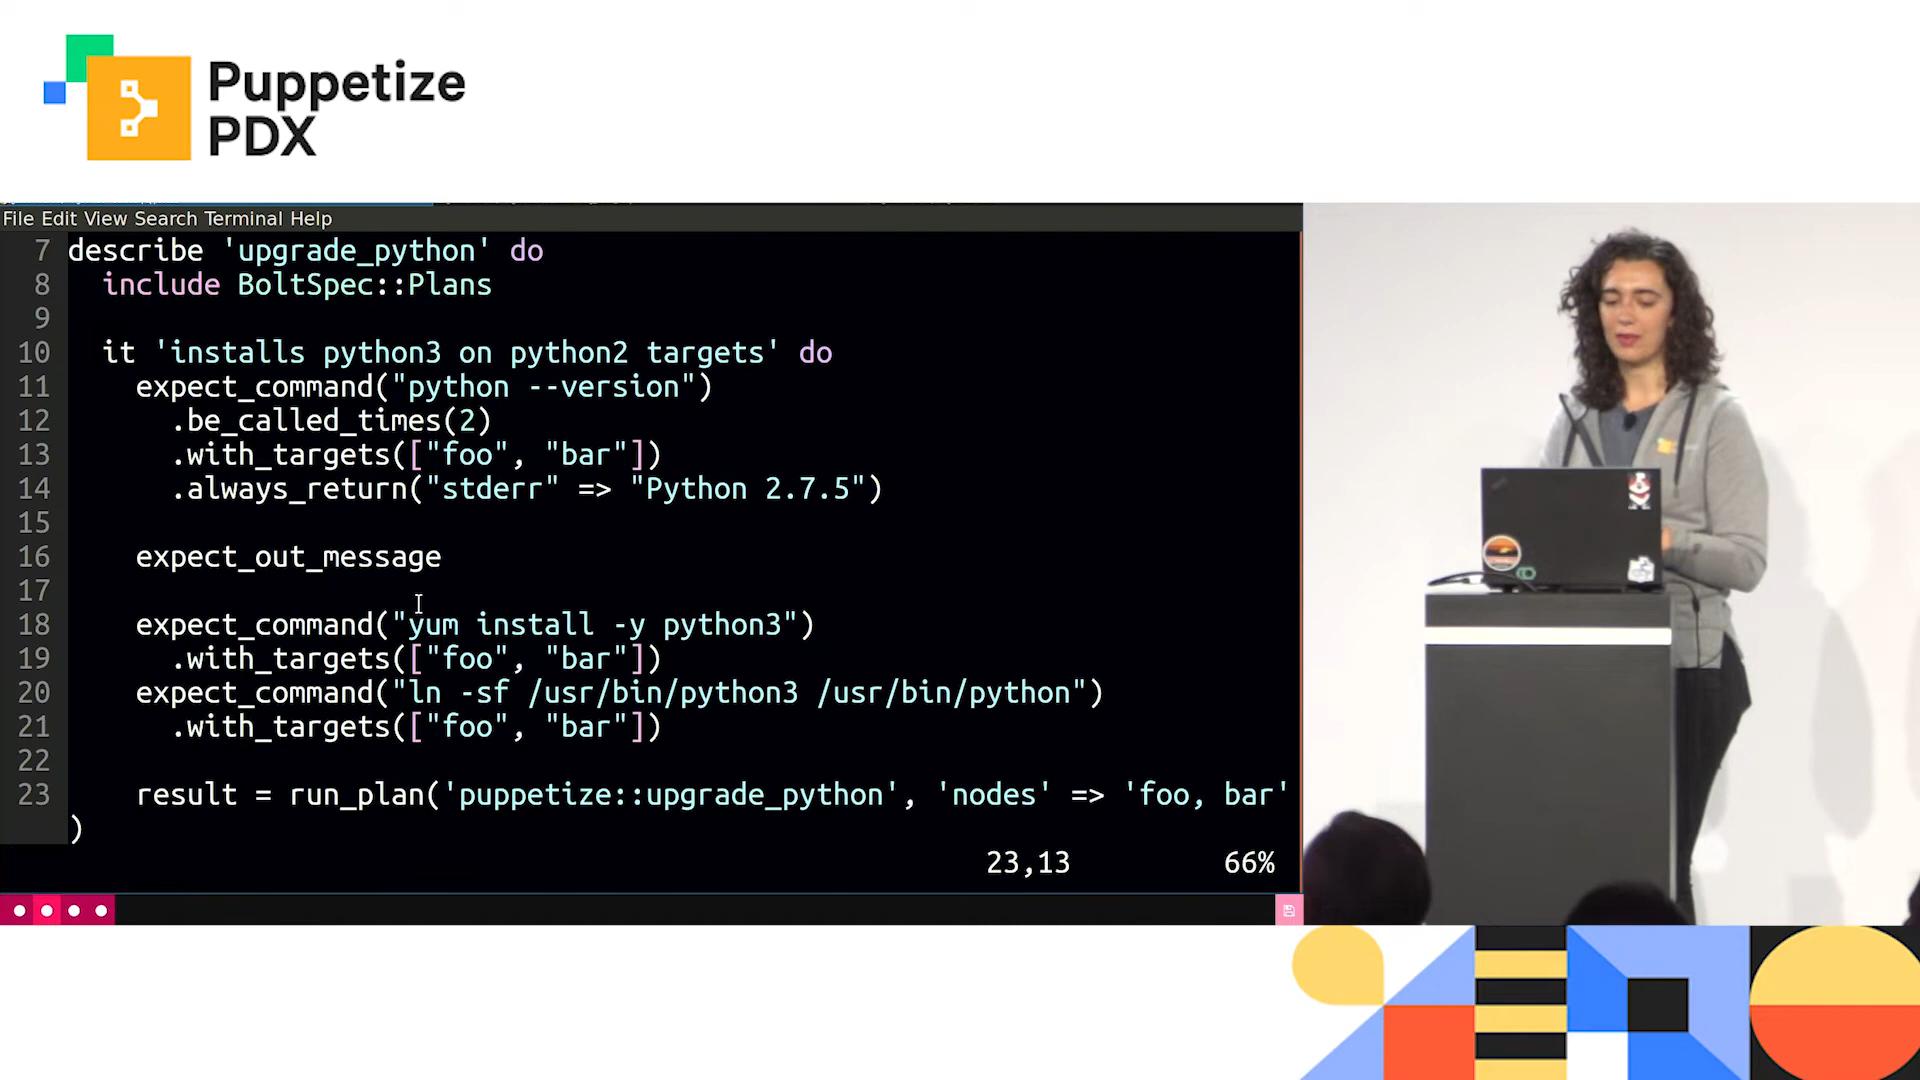 Puppetize
PDX
File Edit View Search Terminal Help
7 describe 'upgrade_python' do
8   include BoltSpec::Plans
9
10   it 'installs python3 on python2 targets' do
11     expect_command("python --version")
12       .be_called_times(2)
13       .with_targets(["foo", "bar"])
14       .always_return("stderr" => "Python 2.7.5")
15
16     expect_out_message
17
18     expect_command("yum install -y python3")
19       .with_targets(["foo", "bar"])
20     expect_command("ln -sf /usr/bin/python3 /usr/bin/python")
21       .with_targets(["foo", "bar"])
22
23     result = run_plan('puppetize::upgrade_python', 'nodes' => 'foo, bar'
)
23,13 66%